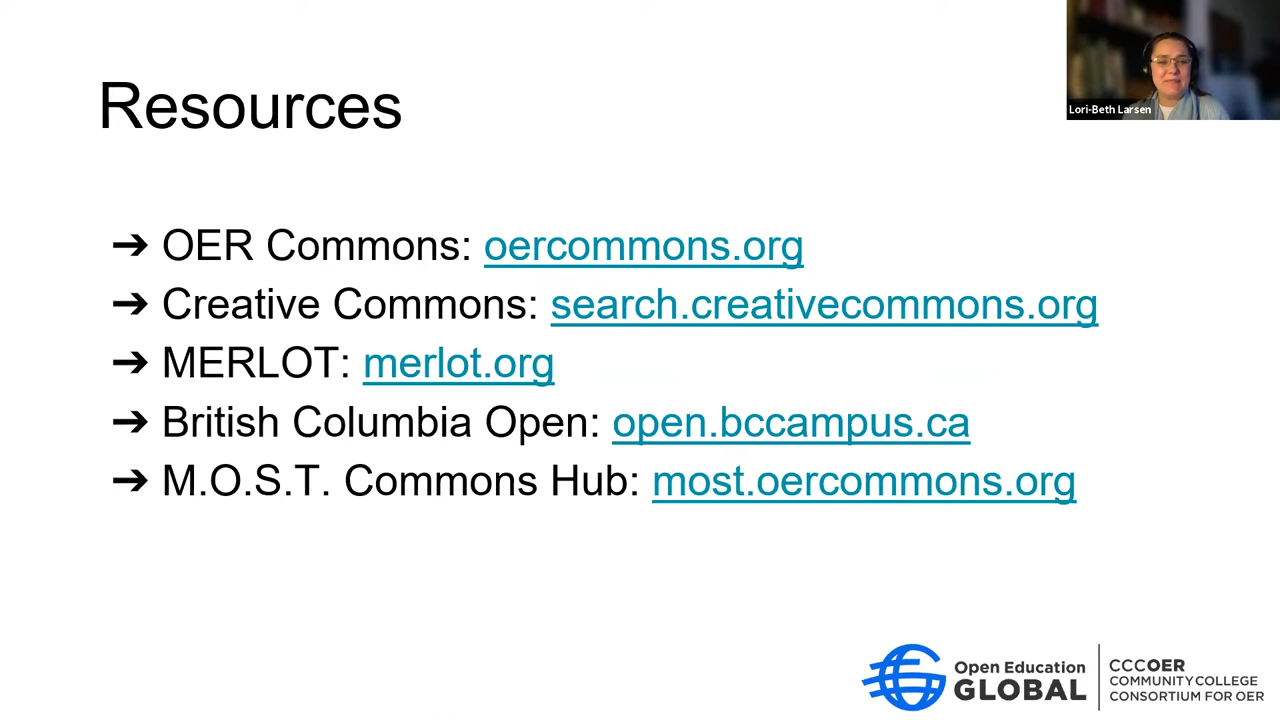 Resources
Lori-Beth Larsen
➔ OER Commons: oercommons.org
➔ Creative Commons: search.creativecommons.org
➔ MERLOT: merlot.org
➔ British Columbia Open: open.bccampus.ca
➔ M.O.S.T. Commons Hub: most.oercommons.org
Open Education
GLOBAL
CCCOER
COMMUNITY COLLEGE
CONSORTIUM FOR OER